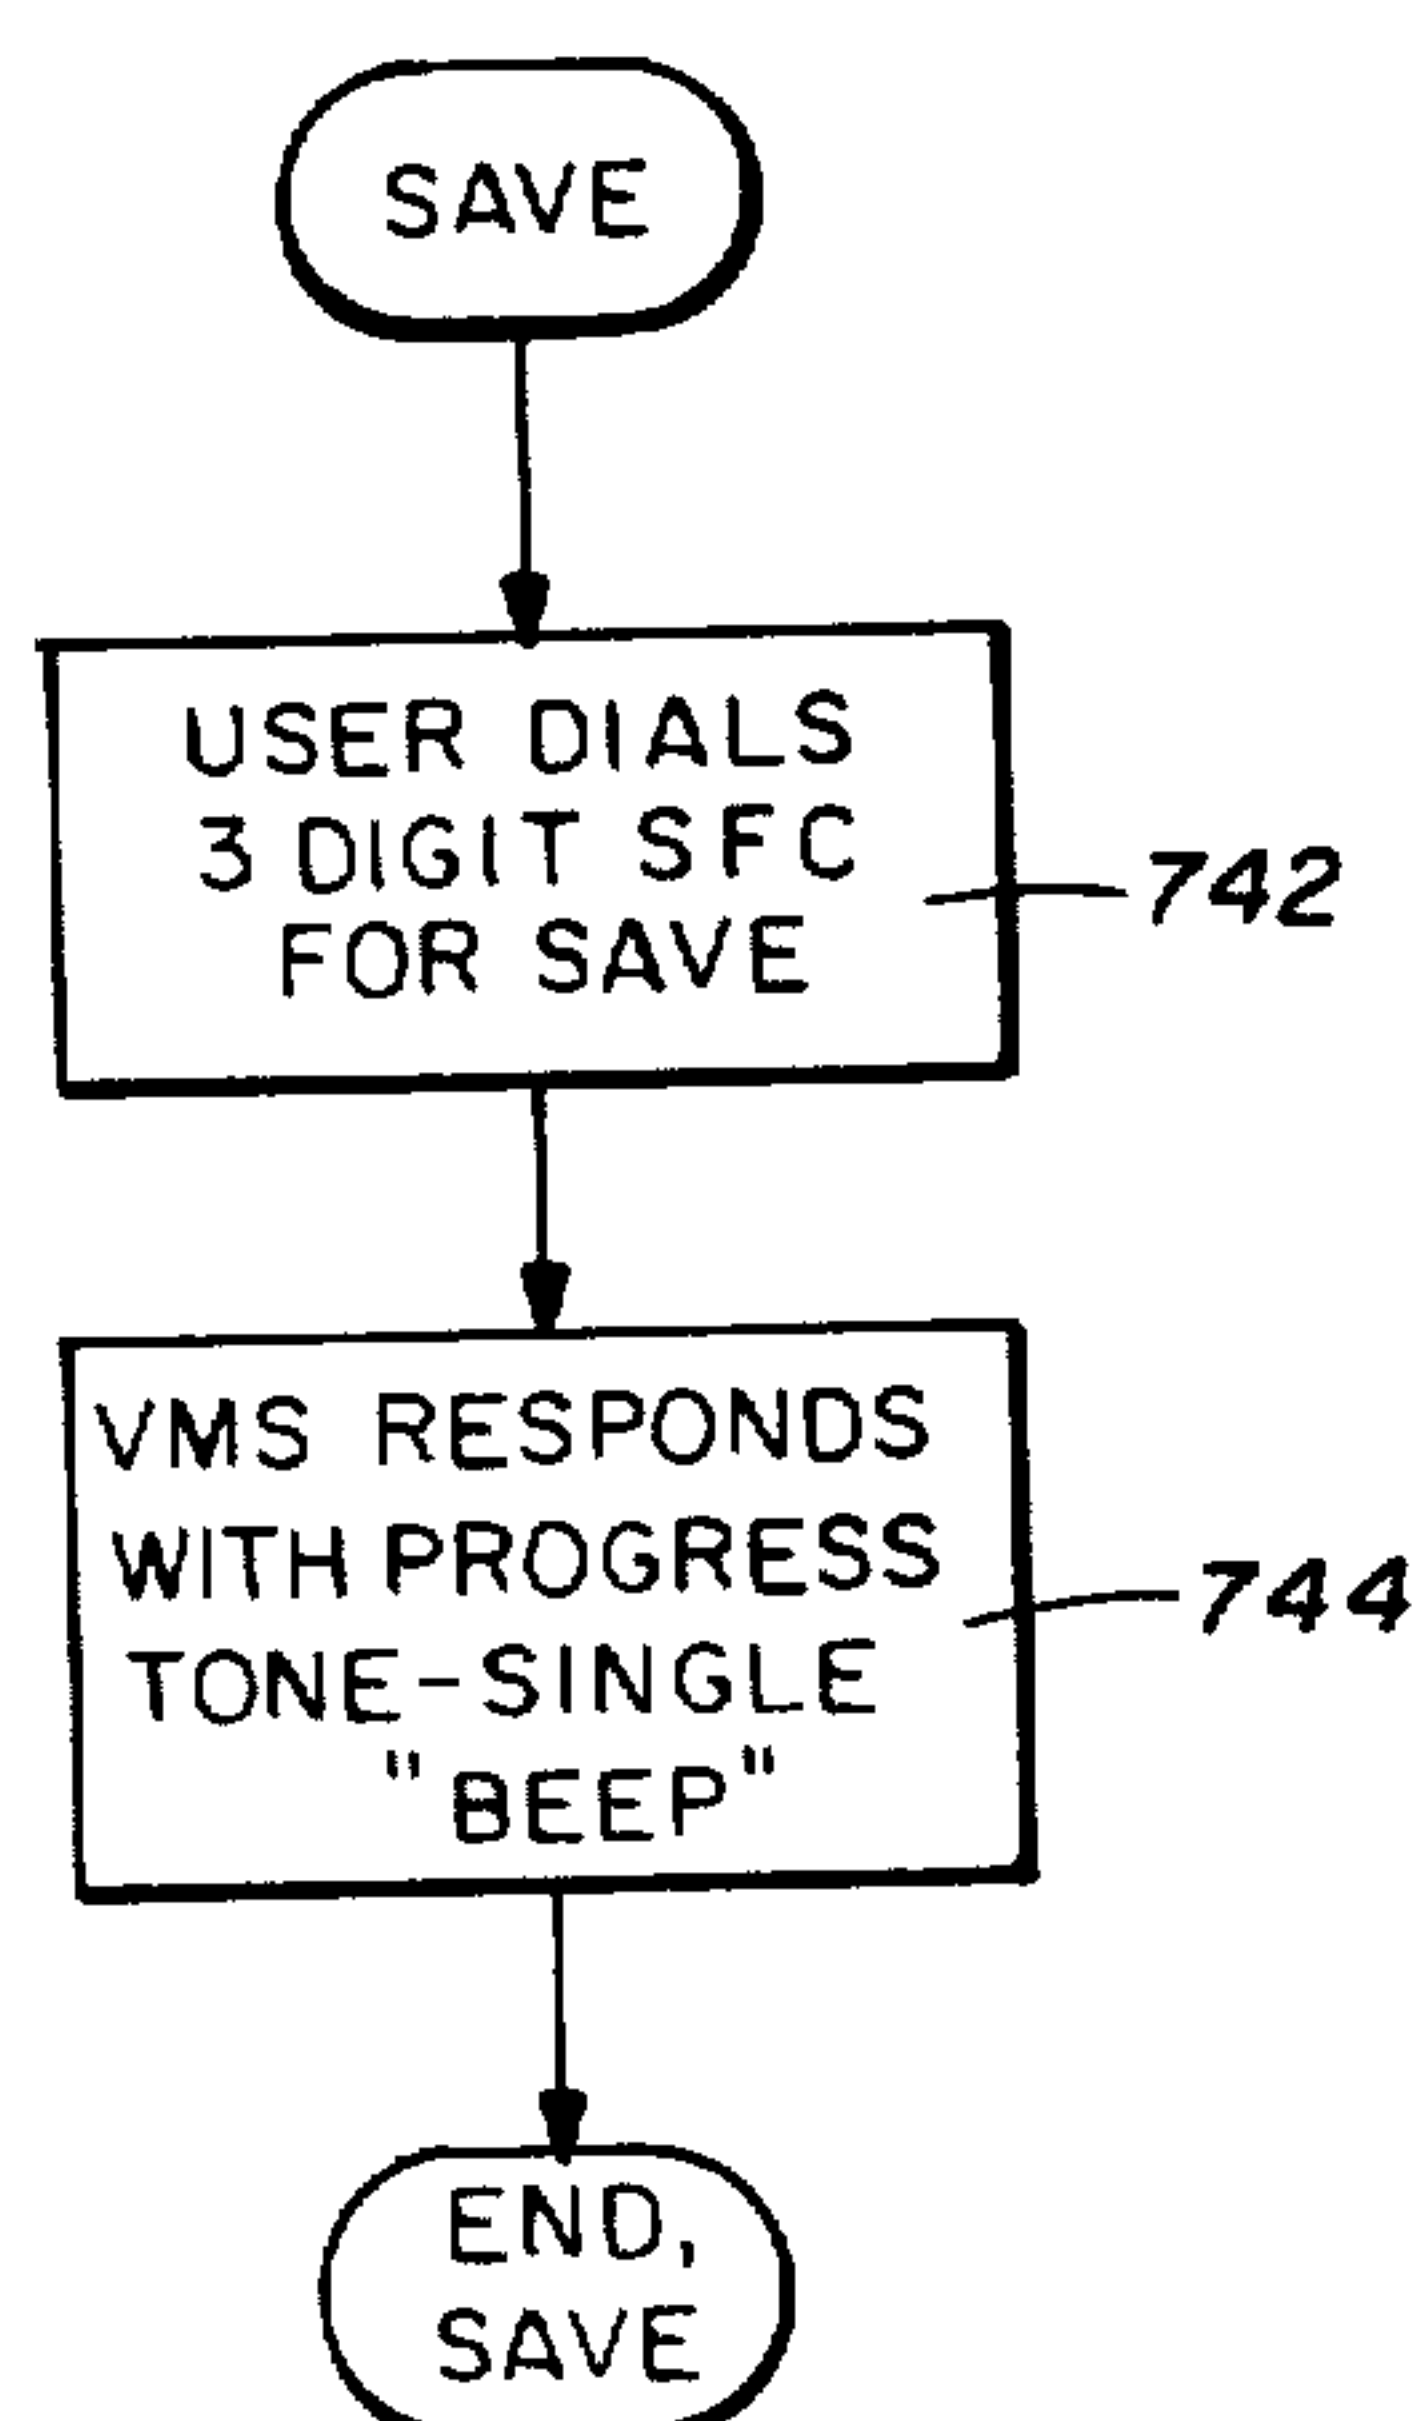 SAVE
USER DIALS
3 DIGIT SFC
FOR SAVE
742
VMS RESPONDS
WITH PROGRESS
TONE-SINGLE
"BEEP"
744
END,
SAVE